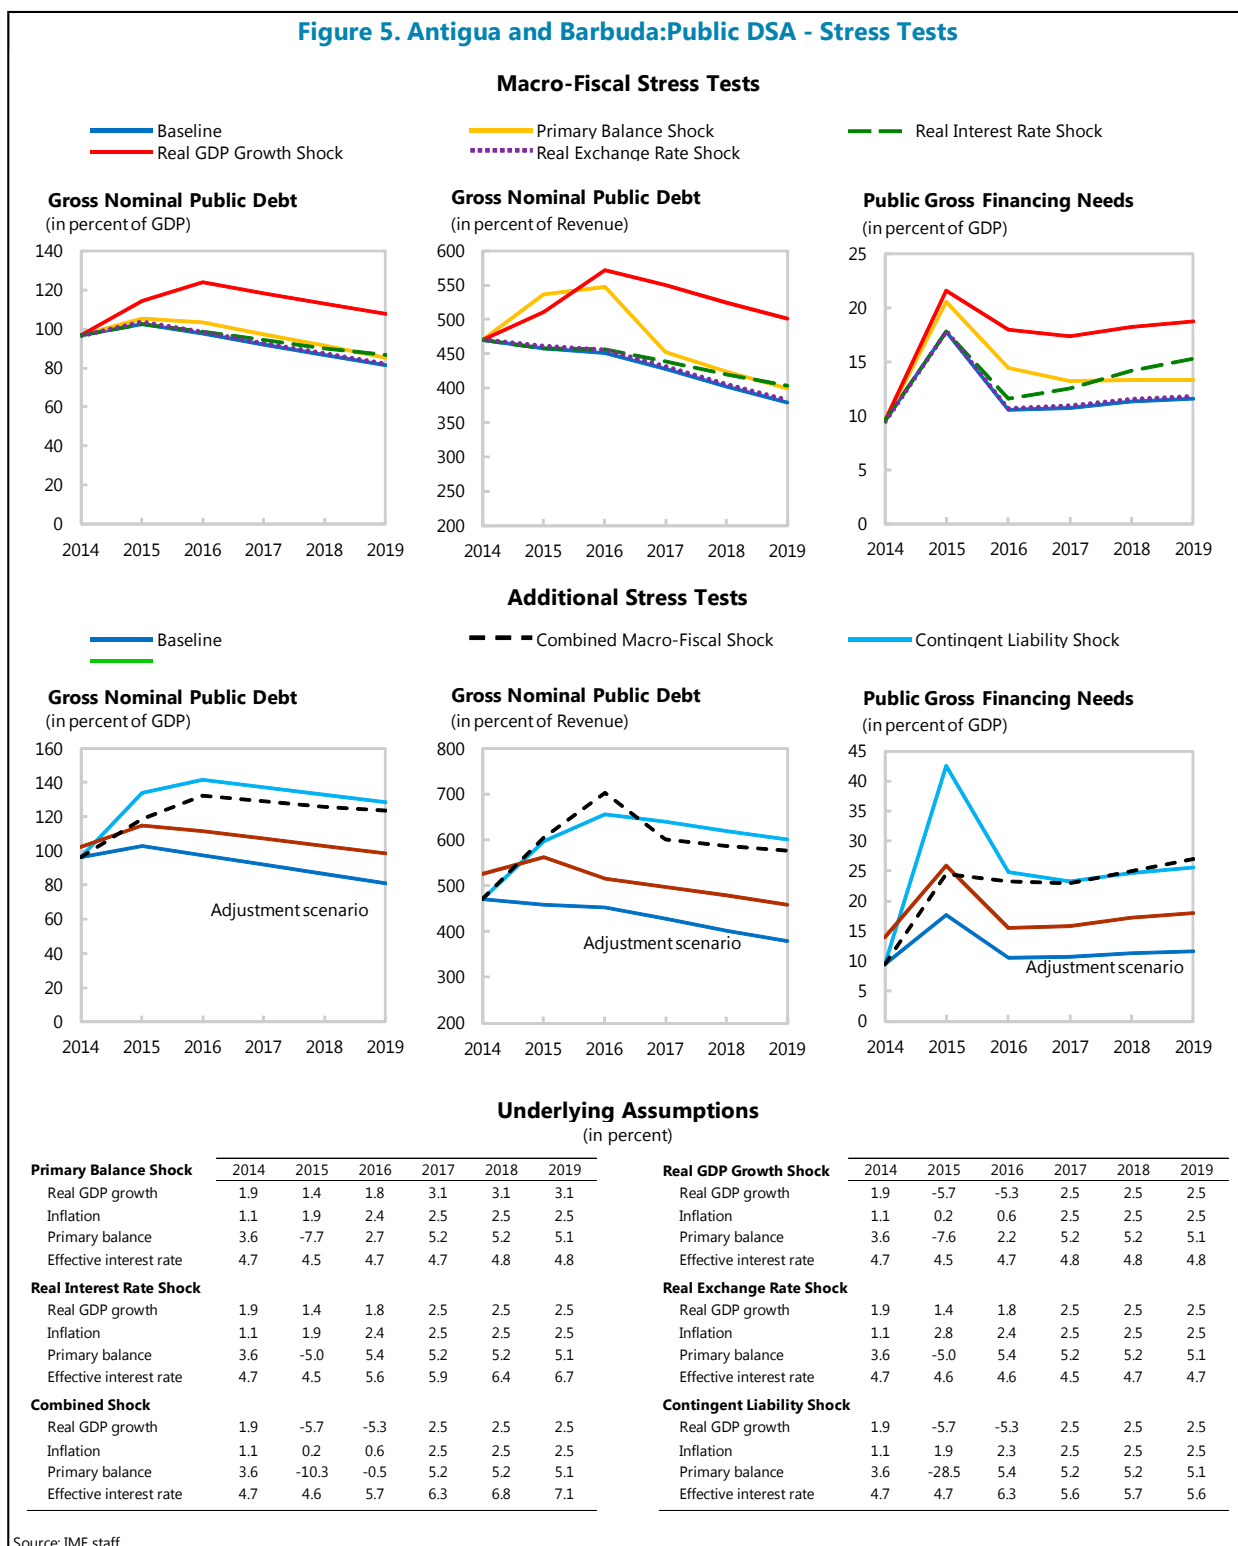 Figure 5. Antigua and Barbuda:Public DSA - Stress Tests
Macro-Fiscal Stress Tests
Baseline
Primary Balance Shock
Real Interest Rate Shock
Real GDP Growth Shock
Real Exchange Rate Shock
Gross Nominal Public Debt
(in percent of GDP)
140
120
100
80
60
40
20
0
2014 2015 2016 2017 2018 2019
Gross Nominal Public Debt
(in percent of Revenue)
600
550
500
450
400
350
300
250
200
2014 2015 2016 2017 2018 2019
Public Gross Financing Needs
(in percent of GDP)
25
20
15
10
5
0
2014 2015 2016 2017 2018 2019
Additional Stress Tests
Baseline
Combined Macro-Fiscal Shock
Contingent Liability Shock
Gross Nominal Public Debt
(in percent of GDP)
160
140
120
100
80
60
40
20
0
Adjustment scenario
2014 2015 2016 2017 2018 2019
Gross Nominal Public Debt
(in percent of Revenue)
800
700
600
500
400
300
200
Adjustment scenario
2014 2015 2016 2017 2018 2019
Public Gross Financing Needs
(in percent of GDP)
45
40
35
30
25
20
15
10
5
0
Adjustment scenario
2014 2015 2016 2017 2018 2019
Underlying Assumptions
(in percent)
Primary Balance Shock 2014 2015 2016 2017 2018 2019
Real GDP growth 1.9 1.4 1.8 3.1 3.1 3.1
Inflation 1.1 1.9 2.4 2.5 2.5 2.5
Primary balance 3.6 -7.7 2.7 5.2 5.2 5.1
Effective interest rate 4.7 4.5 4.7 4.7 4.8 4.8
Real Interest Rate Shock
Real GDP growth 1.9 1.4 1.8 2.5 2.5 2.5
Inflation 1.1 1.9 2.4 2.5 2.5 2.5
Primary balance 3.6 -5.0 5.4 5.2 5.2 5.1
Effective interest rate 4.7 4.5 5.6 5.9 6.4 6.7
Combined Shock
Real GDP growth 1.9 -5.7 -5.3 2.5 2.5 2.5
Inflation 1.1 0.2 0.6 2.5 2.5 2.5
Primary balance 3.6 -10.3 -0.5 5.2 5.2 5.1
Effective interest rate 4.7 4.6 5.7 6.3 6.8 7.1
Real GDP Growth Shock 2014 2015 2016 2017 2018 2019
Real GDP growth 1.9 -5.7 -5.3 2.5 2.5 2.5
Inflation 1.1 0.2 0.6 2.5 2.5 2.5
Primary balance 3.6 -7.6 2.2 5.2 5.2 5.1
Effective interest rate 4.7 4.5 4.7 4.8 4.8 4.8
Real Exchange Rate Shock
Real GDP growth 1.9 1.4 1.8 2.5 2.5 2.5
Inflation 1.1 2.8 2.4 2.5 2.5 2.5
Primary balance 3.6 -5.0 5.4 5.2 5.2 5.1
Effective interest rate 4.7 4.6 4.6 4.5 4.7 4.7
Contingent Liability Shock
Real GDP growth 1.9 -5.7 -5.3 2.5 2.5 2.5
Inflation 1.1 1.9 2.3 2.5 2.5 2.5
Primary balance 3.6 -28.5 5.4 5.2 5.2 5.1
Effective interest rate 4.7 4.7 6.3 5.6 5.7 5.6
Source: IMF staff